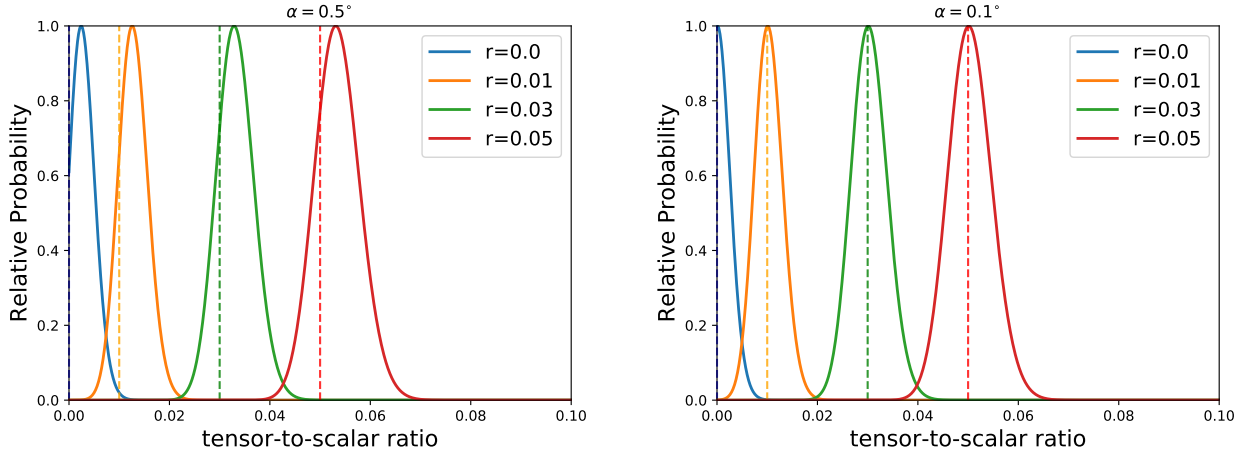 α = 0.5°
Relative Probability
1.0
0.8
0.6
0.4
0.2
0.0
r=0.0
r=0.01
r=0.03
r=0.05
0.00 0.02 0.04 0.06 0.08 0.10
tensor-to-scalar ratio
α = 0.1°
Relative Probability
1.0
0.8
0.6
0.4
0.2
0.0
r=0.0
r=0.01
r=0.03
r=0.05
0.00 0.02 0.04 0.06 0.08 0.10
tensor-to-scalar ratio